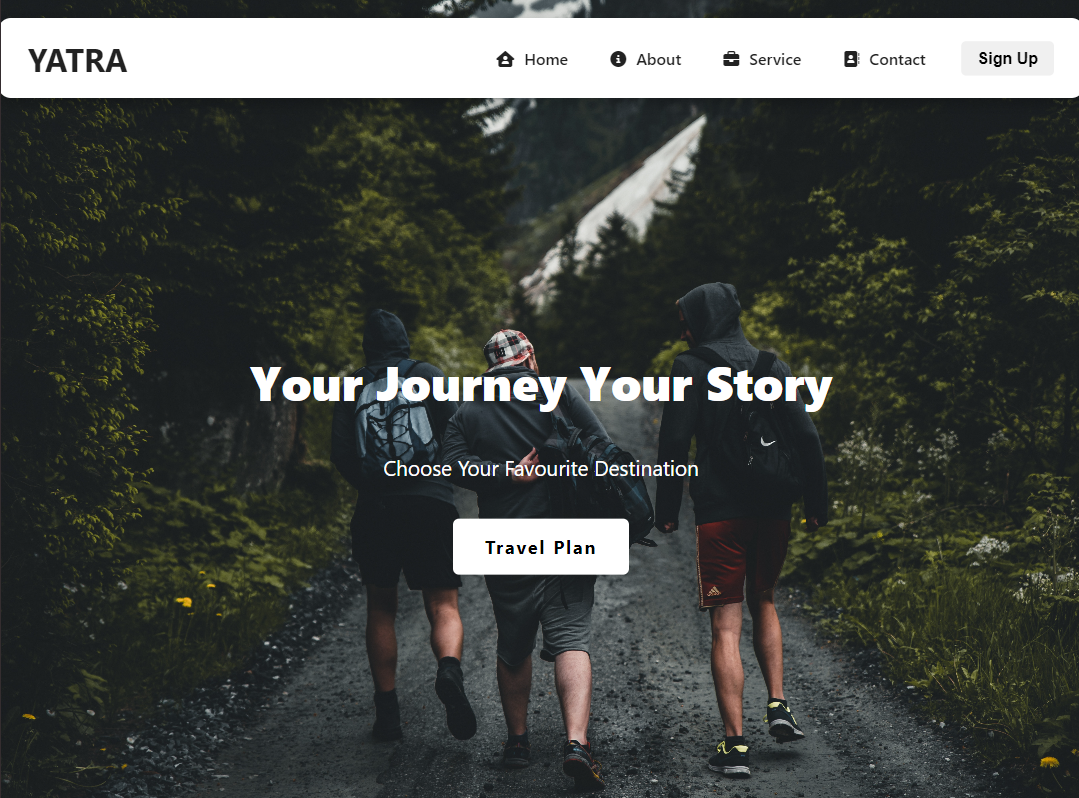 YATRA
Home
About
Service
Contact
Sign Up
Your Journey Your Story
Choose Your Favourite Destination
Travel Plan